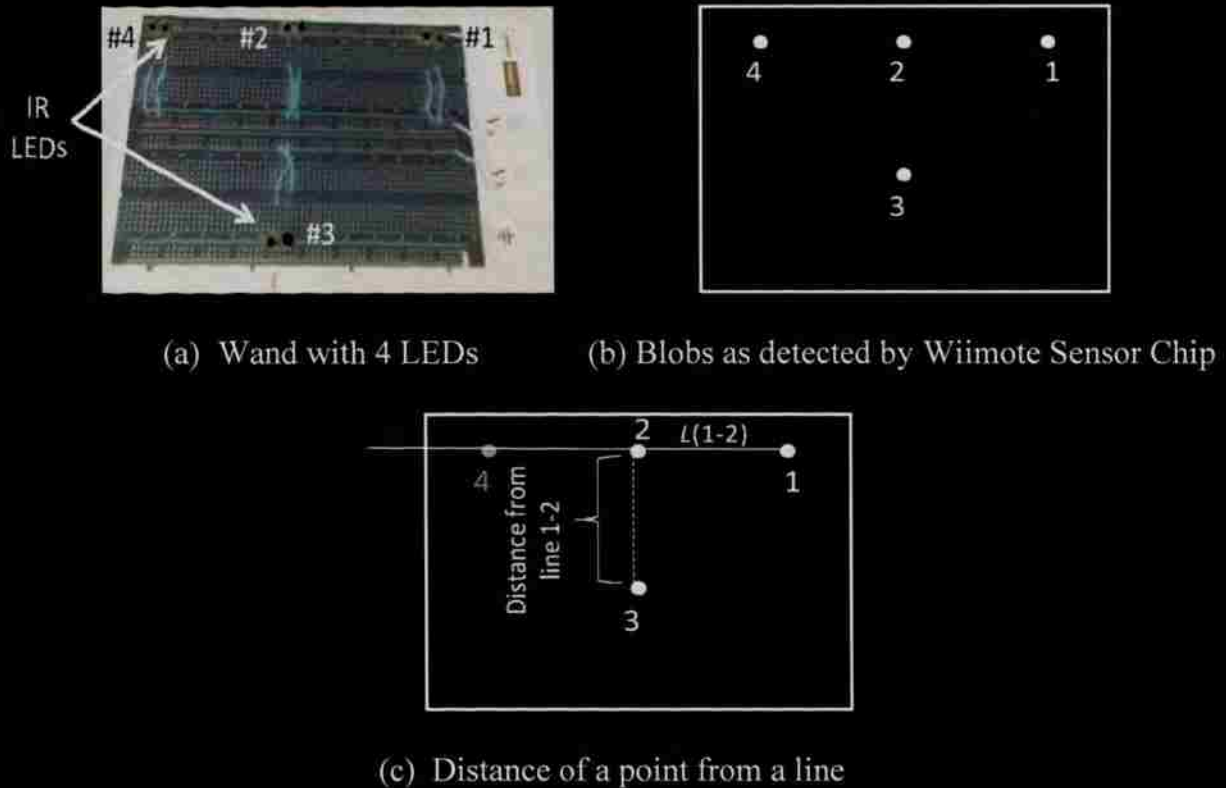 #4
#2
#1
IR
LEDs
#3
4
2
1
3
(a) Wand with 4 LEDs
(b) Blobs as detected by Wiimote Sensor Chip
2
L(1-2)
4
1
Distance from
line 1-2
3
(c) Distance of a point from a line